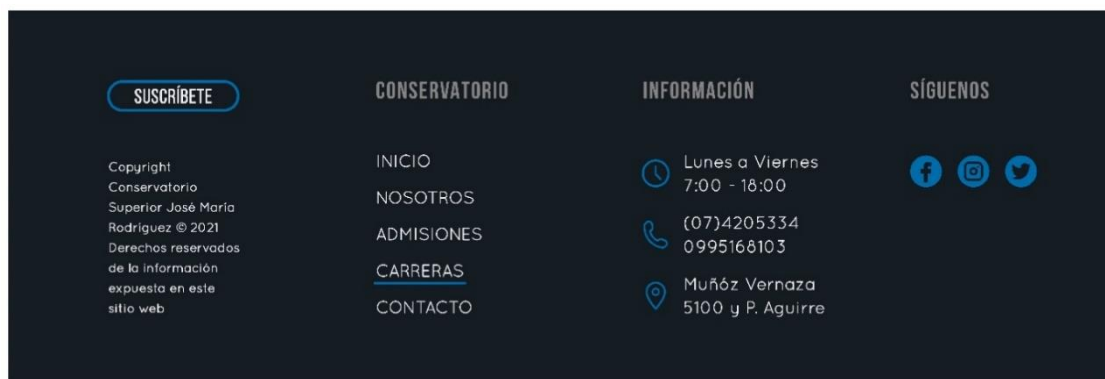 SUSCRÍBETE
Copyright
Conservatorio
Superior José María
Rodriguez © 2021
Derechos reservados
de la información
expuesta en este
sitio web
CONSERVATORIO
INICIO
NOSOTROS
ADMISIONES
CARRERAS
CONTACTO
INFORMACIÓN
Lunes a Viernes
7:00 - 18:00
(07)4205334
0995168103
Muñóz Vernaza
5100 y P. Aguirre
SÍGUENOS